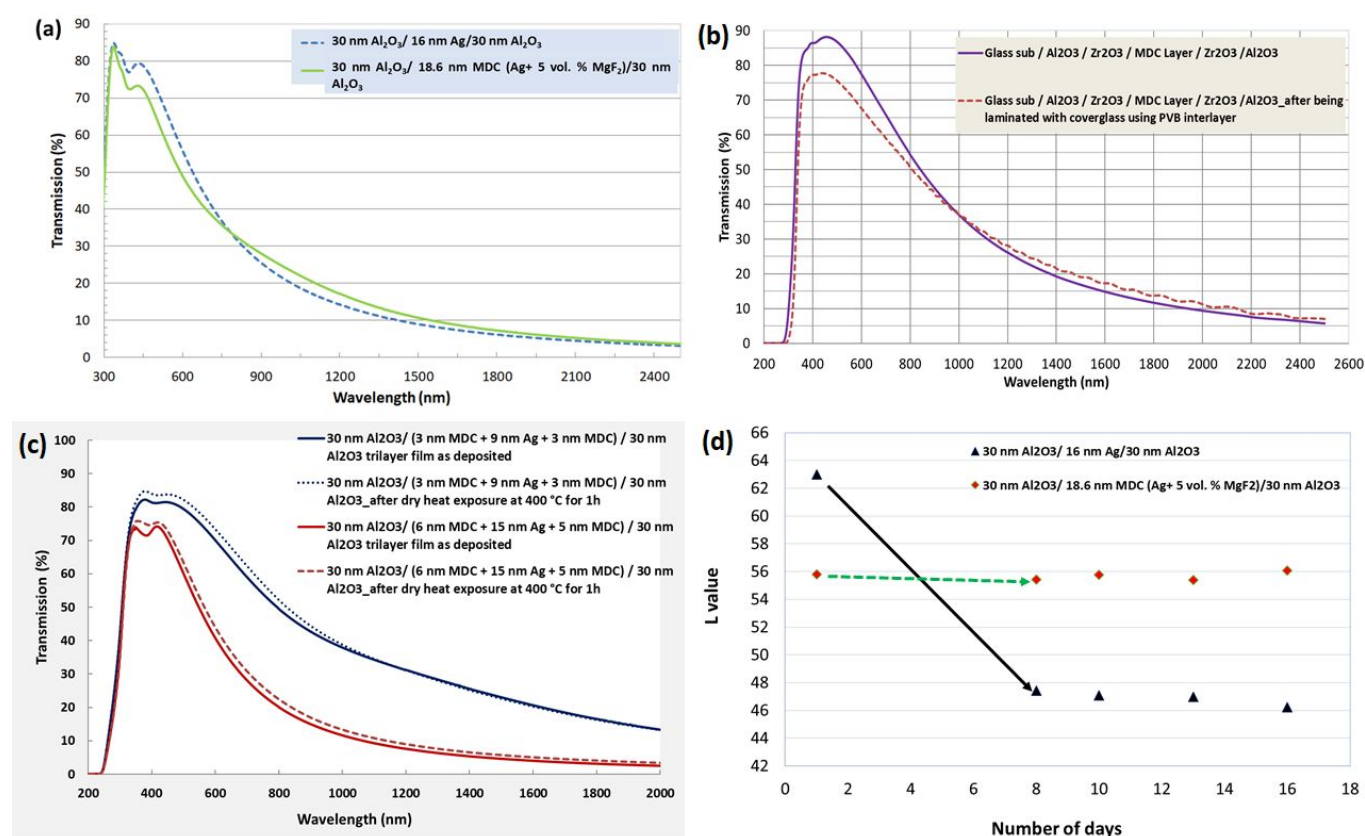 (a)
90
80
70
60
50
40
30
20
10
0
Transmission (%)
30 nm Al₂O₃/ 16 nm Ag/30 nm Al₂O₃
30 nm Al₂O₃/ 18.6 nm MDC (Ag+ 5 vol. % MgF₂)/30 nm
Al₂O₃
300 600 900 1200 1500 1800 2100 2400
Wavelength (nm)
(b)
90
80
70
60
50
40
30
20
10
0
Transmission (%)
Glass sub / Al2O3 / Zr2O3 / MDC Layer / Zr2O3 /Al2O3
Glass sub / Al2O3 / Zr2O3 / MDC Layer / Zr2O3 /Al2O3_after being
laminated with coverglass using PVB interlayer
200 400 600 800 1000 1200 1400 1600 1800 2000 2200 2400 2600
Wavelength (nm)
(c)
100
90
80
70
60
50
40
30
20
10
0
Transmission (%)
30 nm Al2O3/ (3 nm MDC + 9 nm Ag + 3 nm MDC) / 30 nm
Al2O3 trilayer film as deposited
30 nm Al2O3/ (3 nm MDC + 9 nm Ag + 3 nm MDC) / 30 nm
Al2O3_after dry heat exposure at 400 °C for 1h
30 nm Al2O3/ (6 nm MDC + 15 nm Ag + 5 nm MDC) / 30 nm
Al2O3 trilayer film as deposited
30 nm Al2O3/ (6 nm MDC + 15 nm Ag + 5 nm MDC) / 30 nm
Al2O3_after dry heat exposure at 400 °C for 1h
200 400 600 800 1000 1200 1400 1600 1800 2000
Wavelength (nm)
(d)
66
64
62
60
58
56
54
52
50
48
46
44
42
L value
30 nm Al2O3/ 16 nm Ag/30 nm Al2O3
30 nm Al2O3/ 18.6 nm MDC (Ag+ 5 vol. % MgF2)/30 nm Al2O3
0 2 4 6 8 10 12 14 16 18
Number of days